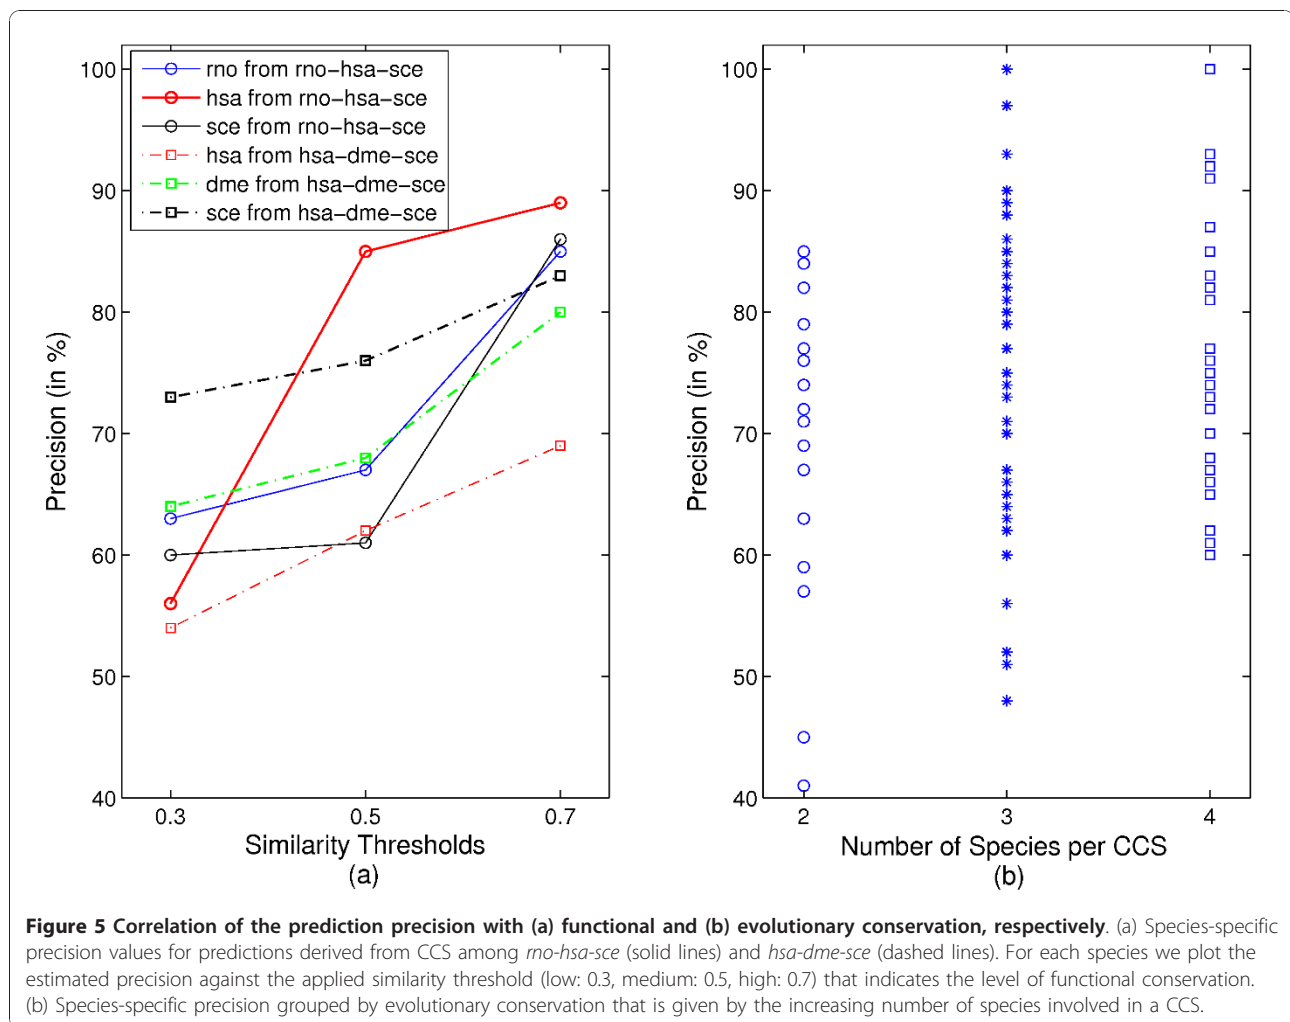 100
90
80
70
60
50
40
Precision (in %)
rno from rno−hsa−sce
hsa from rno−hsa−sce
sce from rno−hsa−sce
hsa from hsa−dme−sce
dme from hsa−dme−sce
sce from hsa−dme−sce
0.3 0.5 0.7
Similarity Thresholds
(a)
100
90
80
70
60
50
40
Precision (in %)
2 3 4
Number of Species per CCS
(b)
Figure 5 Correlation of the prediction precision with (a) functional and (b) evolutionary conservation, respectively. (a) Species-specific
precision values for predictions derived from CCS among rno-hsa-sce (solid lines) and hsa-dme-sce (dashed lines). For each species we plot the
estimated precision against the applied similarity threshold (low: 0.3, medium: 0.5, high: 0.7) that indicates the level of functional conservation.
(b) Species-specific precision grouped by evolutionary conservation that is given by the increasing number of species involved in a CCS.